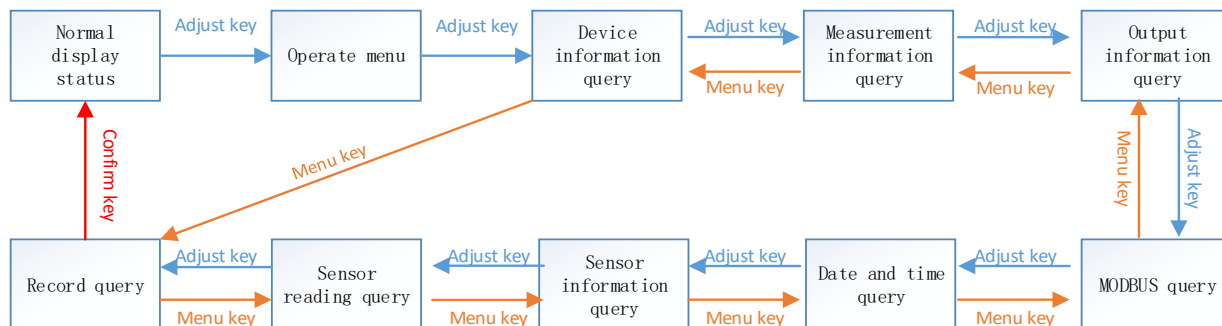 Normal
display
status
Adjust key
Operate menu
Adjust key
Device
information
query
Adjust key
Menu key
Measurement
information
query
Adjust key
Menu key
Output
information
query
Confirm key
Menu key
Menu key
Adjust key
Record query
Adjust key
Menu key
Sensor
reading query
Adjust key
Menu key
Sensor
information
query
Adjust key
Menu key
Date and time
query
Adjust key
Menu key
MODBUS query